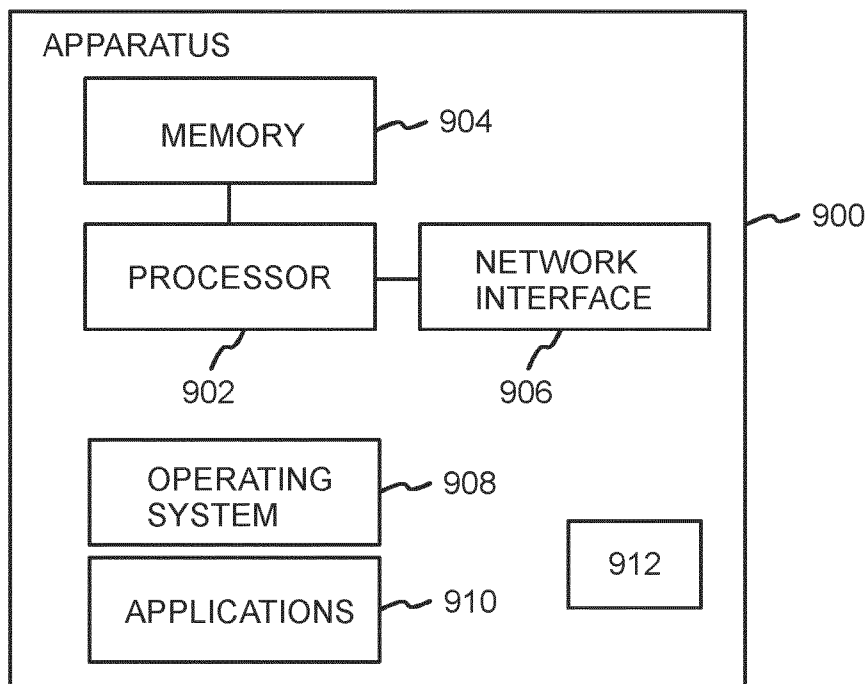 APPARATUS
MEMORY
904
900
PROCESSOR
NETWORK
INTERFACE
902
906
OPERATING
SYSTEM
908
912
APPLICATIONS
910